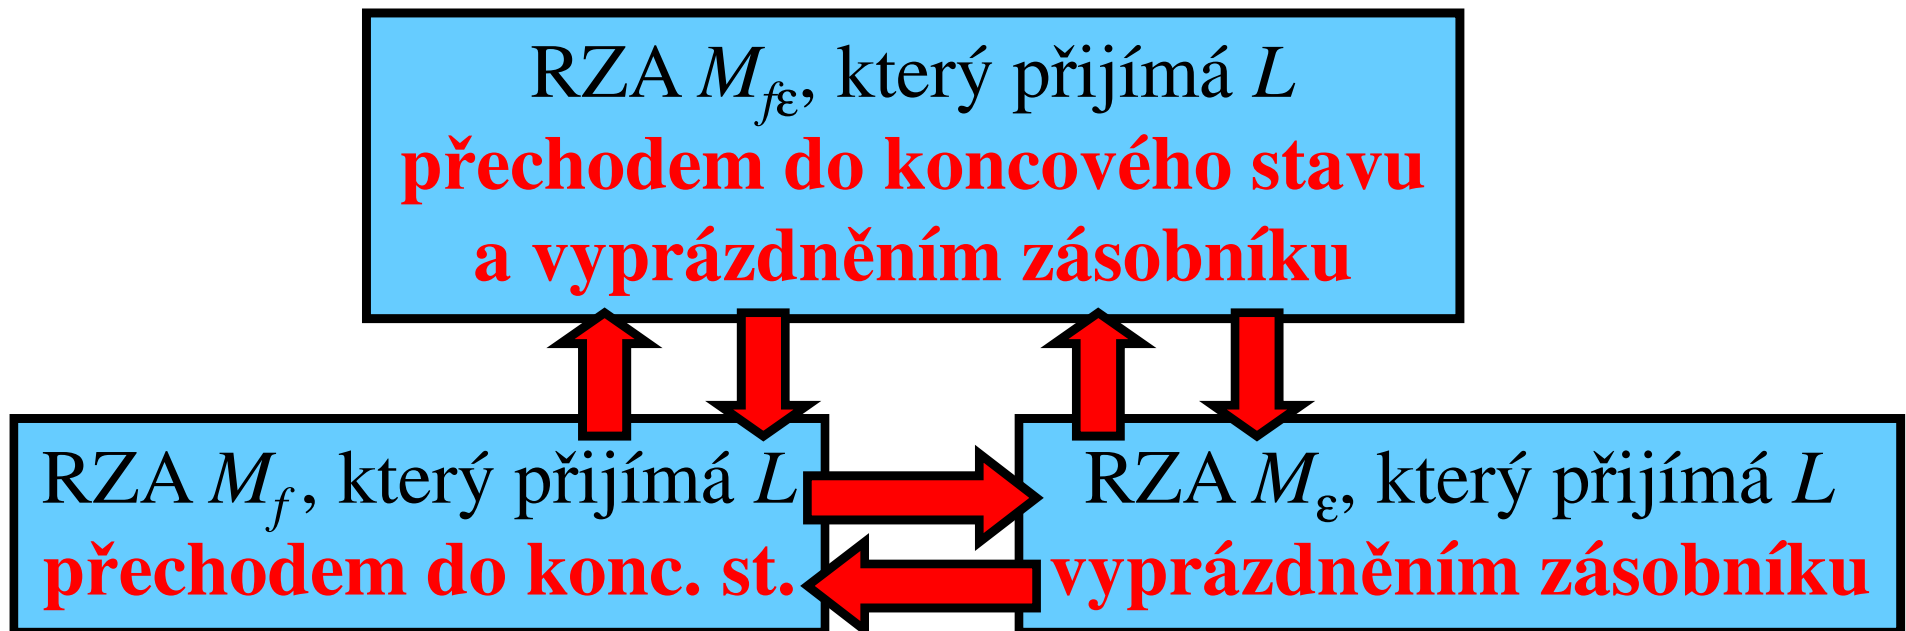 RZA M_fε, který přijímá L
přechodem do koncového stavu
a vyprázdněním zásobníku
RZA M_f, který přijímá L
přechodem do konc. st.
RZA M_ε, který přijímá L
vyprázdněním zásobníku